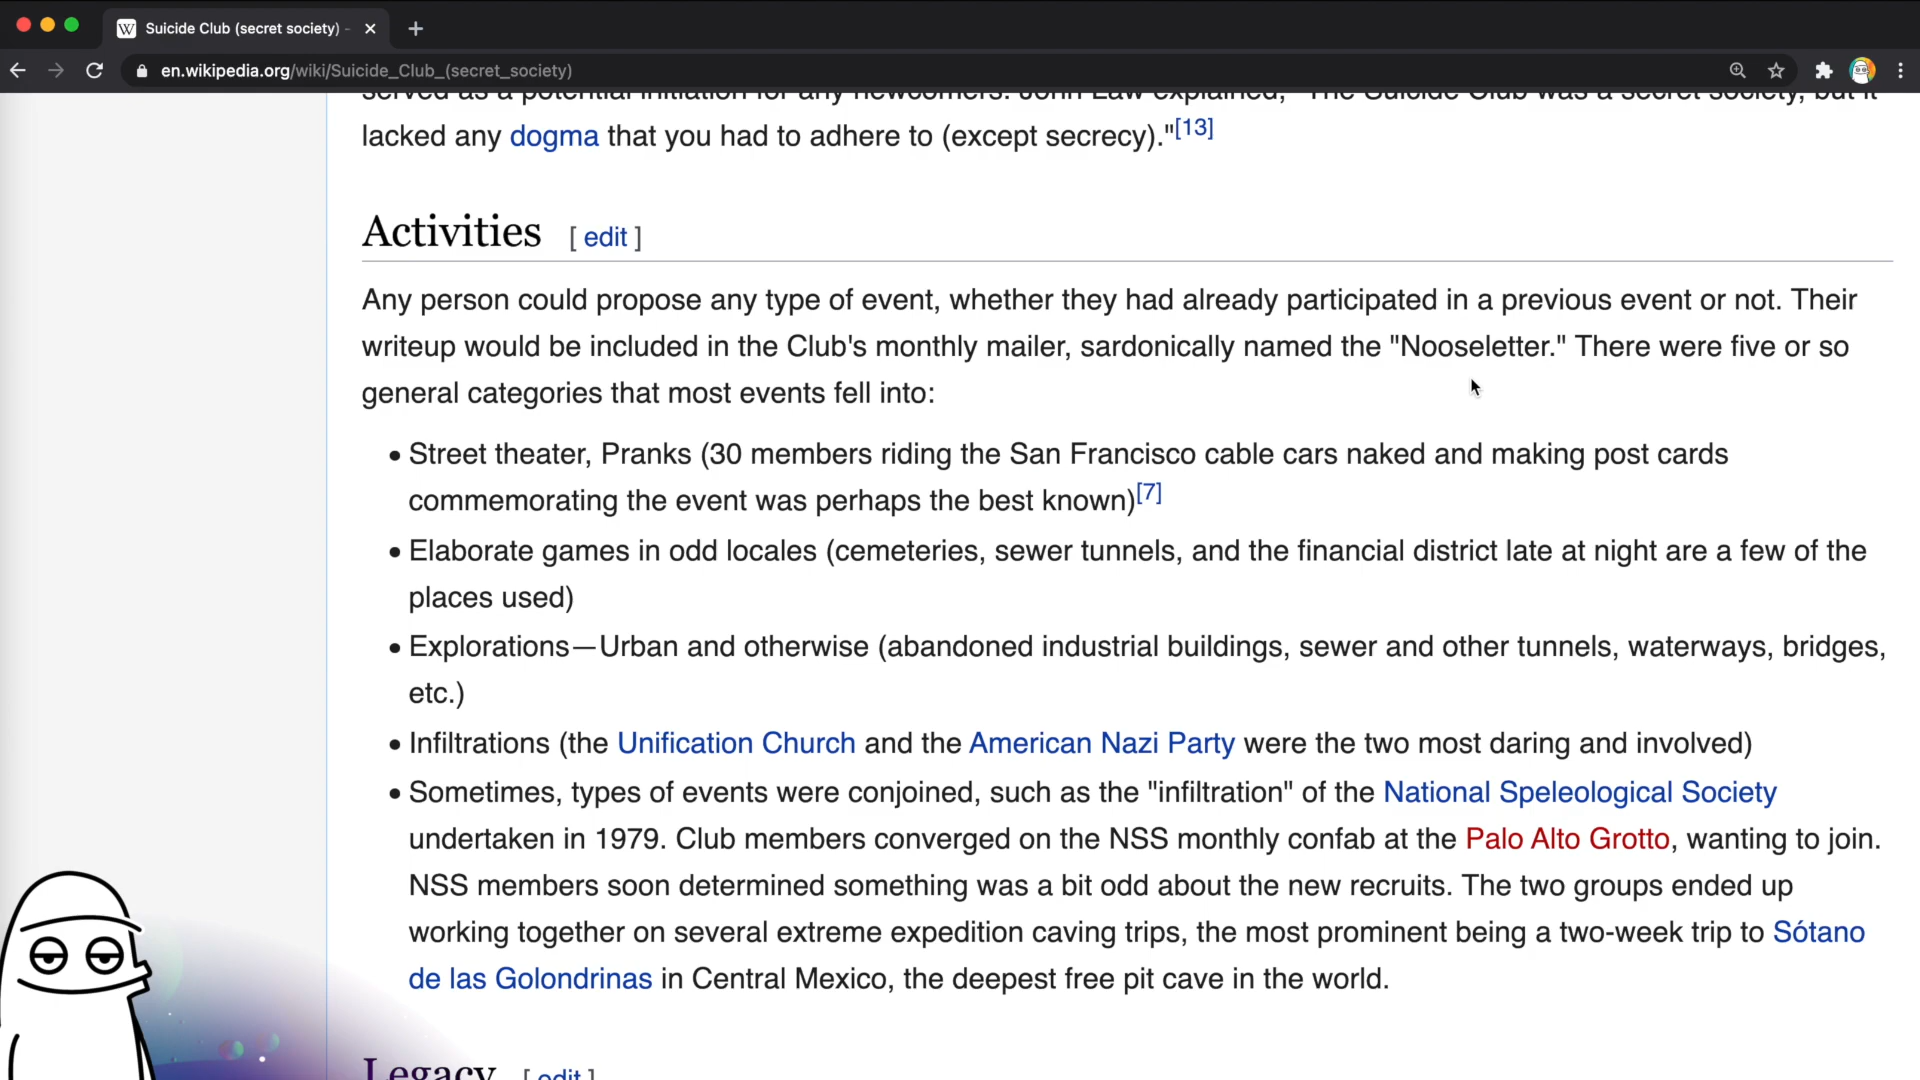 W Suicide Club (secret society) -
en.wikipedia.org/wiki/Suicide_Club_(secret_society)
served as a potential initiation for any newcomers. John Law explained, "The Suicide Club was a secret society, but it
lacked any dogma that you had to adhere to (except secrecy)."[13]
Activities [ edit ]
Any person could propose any type of event, whether they had already participated in a previous event or not. Their
writeup would be included in the Club's monthly mailer, sardonically named the "Nooseletter." There were five or so
general categories that most events fell into:
• Street theater, Pranks (30 members riding the San Francisco cable cars naked and making post cards
commemorating the event was perhaps the best known)[7]
• Elaborate games in odd locales (cemeteries, sewer tunnels, and the financial district late at night are a few of the
places used)
• Explorations—Urban and otherwise (abandoned industrial buildings, sewer and other tunnels, waterways, bridges,
etc.)
• Infiltrations (the Unification Church and the American Nazi Party were the two most daring and involved)
• Sometimes, types of events were conjoined, such as the "infiltration" of the National Speleological Society
undertaken in 1979. Club members converged on the NSS monthly confab at the Palo Alto Grotto, wanting to join.
NSS members soon determined something was a bit odd about the new recruits. The two groups ended up
working together on several extreme expedition caving trips, the most prominent being a two-week trip to Sótano
de las Golondrinas in Central Mexico, the deepest free pit cave in the world.
Legacy [ edit ]